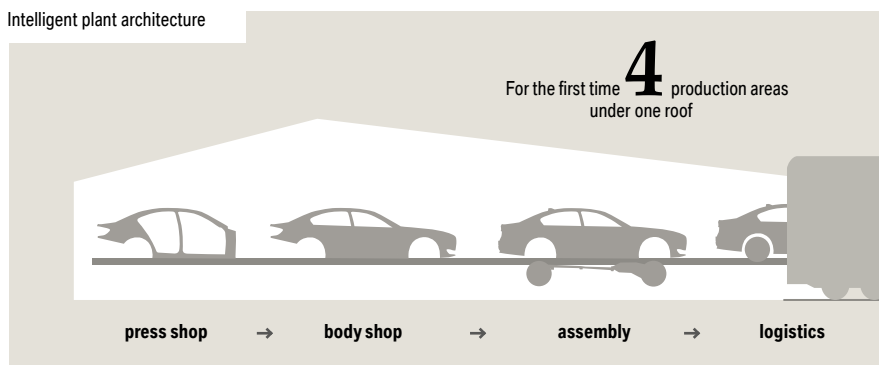 Intelligent plant architecture
For the first time 4 production areas
under one roof
press shop → body shop → assembly → logistics